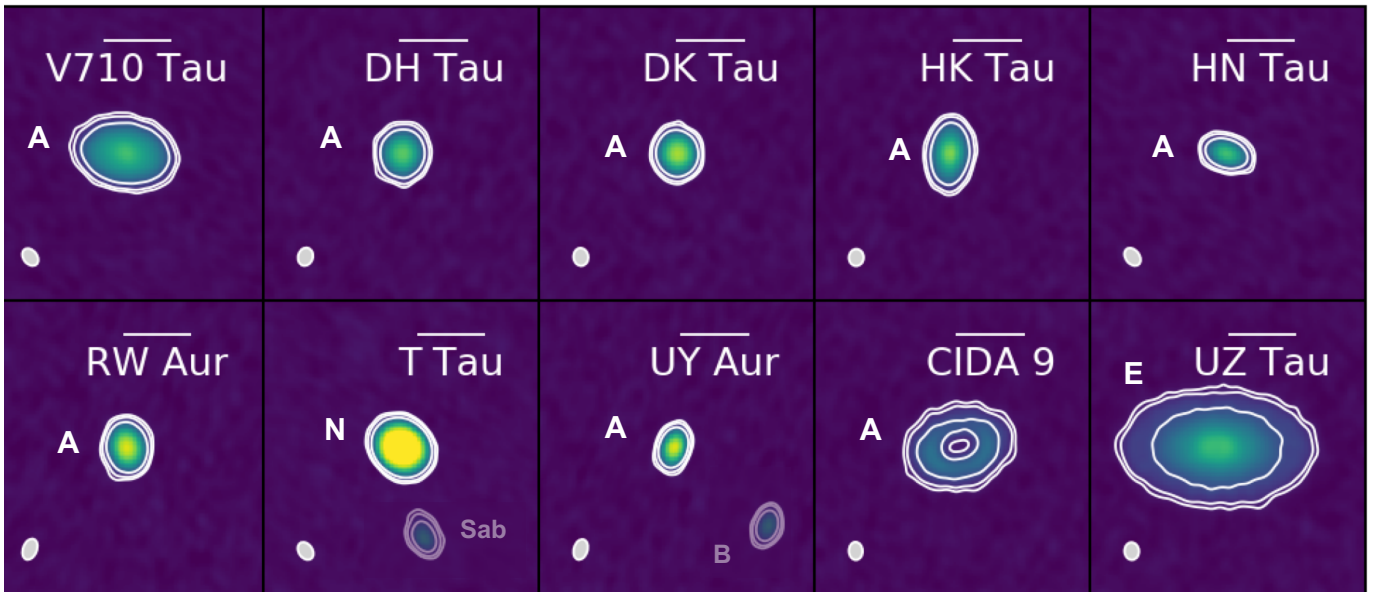 V710 Tau
A
DH Tau
A
DK Tau
A
HK Tau
A
HN Tau
A
RW Aur
A
T Tau
N
Sab
UY Aur
A
B
CIDA 9
A
UZ Tau
E